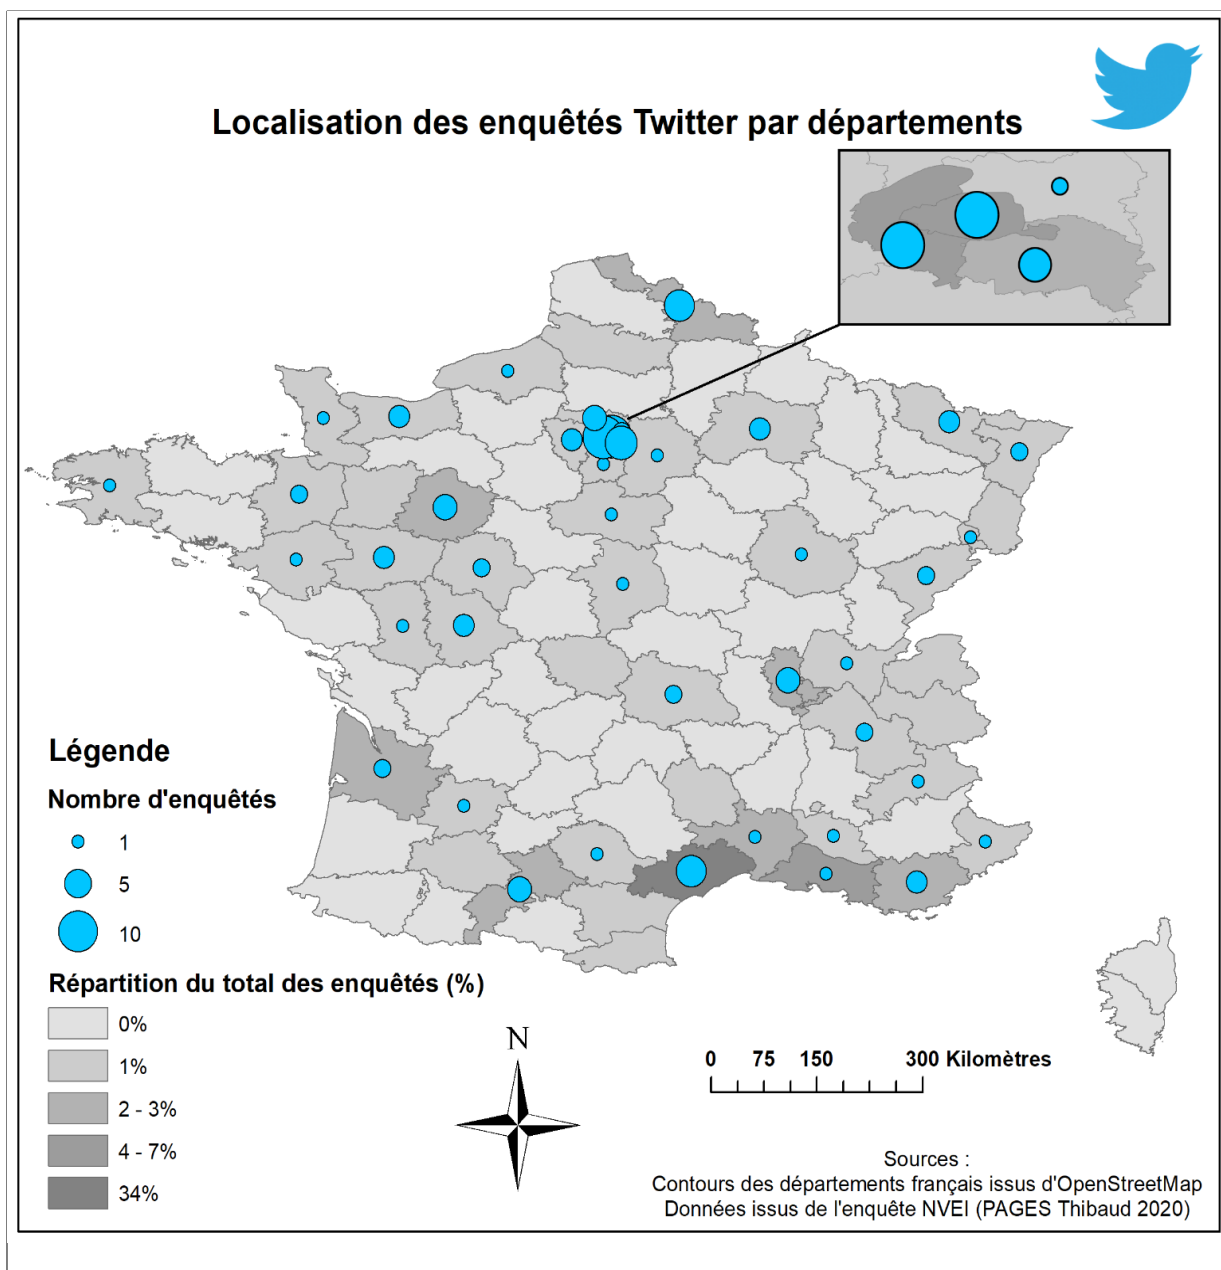 Localisation des enquêtés Twitter par départements
Légende
Nombre d'enquêtés
1
5
10
Répartition du total des enquêtés (%)
0%
1%
2 - 3%
4 - 7%
34%
N
0 75 150 300 Kilomètres
Sources :
Contours des départements français issus d'OpenStreetMap
Données issus de l'enquête NVEI (PAGES Thibaud 2020)